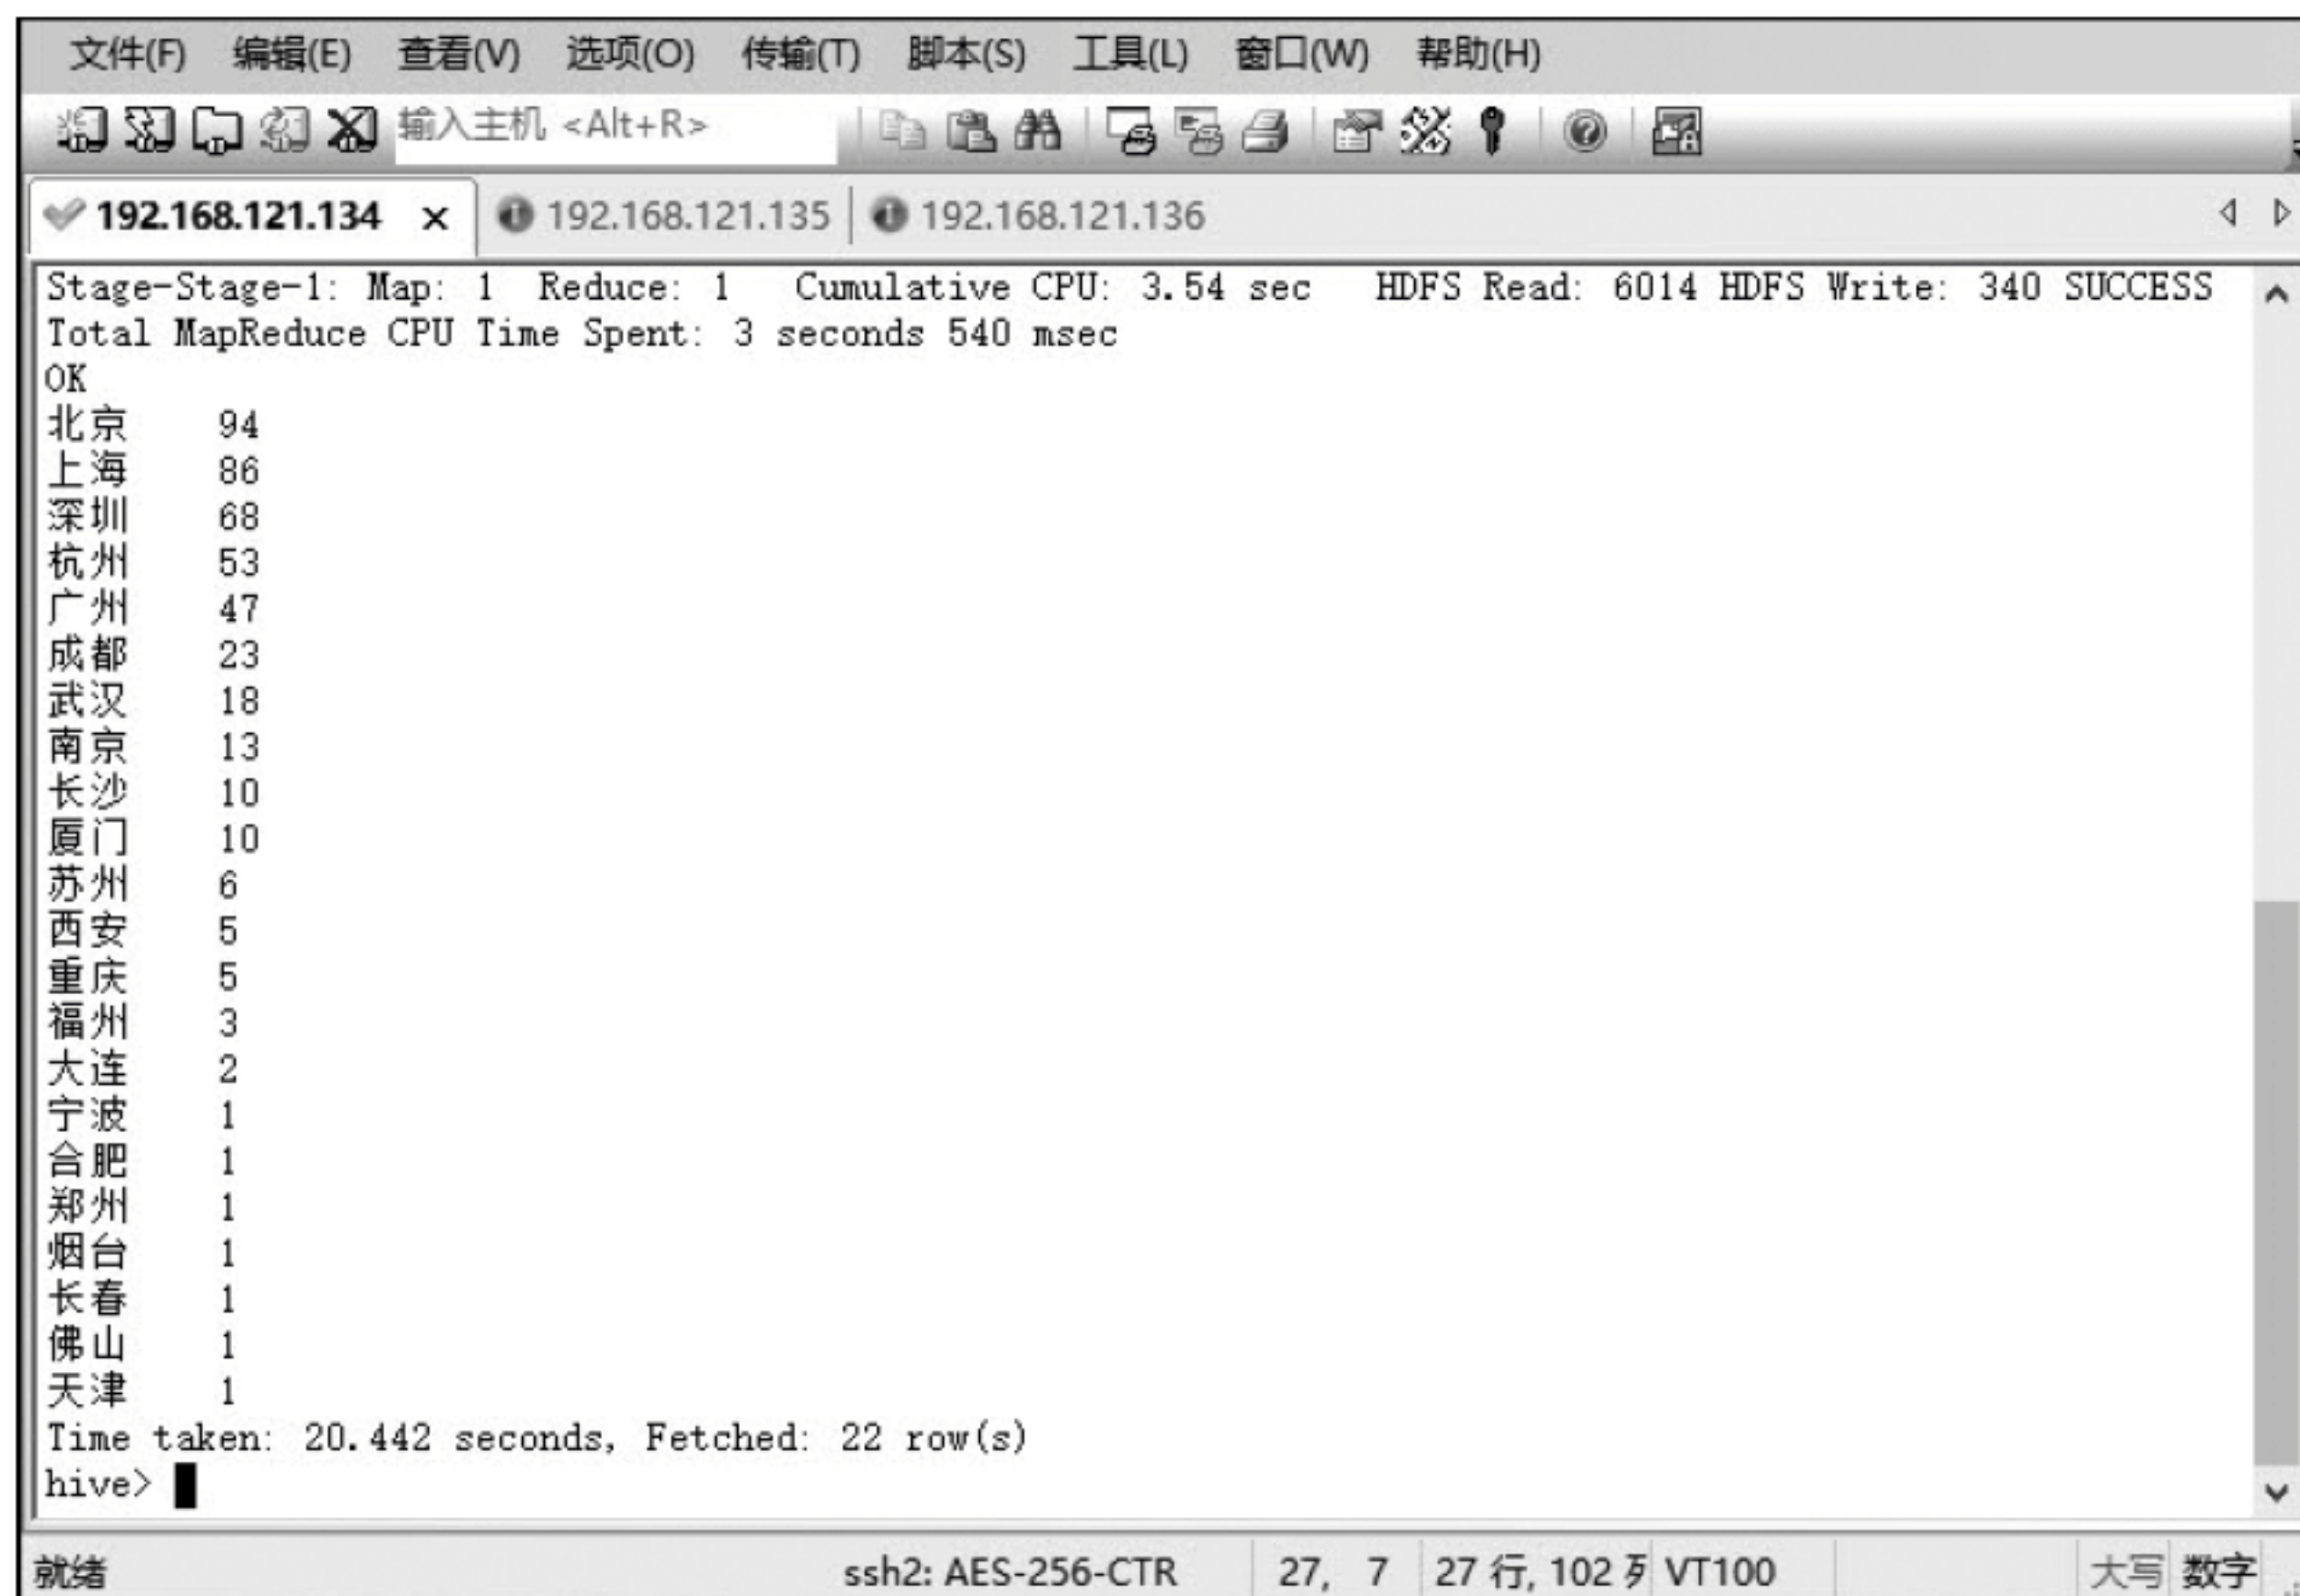 文件(F) 编辑(E) 查看(V) 选项(O) 传输(T) 脚本(S) 工具(L) 窗口(W) 帮助(H)
输入主机 <Alt+R>
192.168.121.134 × 192.168.121.135 192.168.121.136
Stage-Stage-1: Map: 1 Reduce: 1 Cumulative CPU: 3.54 sec HDFS Read: 6014 HDFS Write: 340 SUCCESS
Total MapReduce CPU Time Spent: 3 seconds 540 msec
OK
北京 94
上海 86
深圳 68
杭州 53
广州 47
成都 23
武汉 18
南京 13
长沙 10
厦门 10
苏州 6
西安 5
重庆 5
福州 3
大连 2
宁波 1
合肥 1
郑州 1
烟台 1
长春 1
佛山 1
天津 1
Time taken: 20.442 seconds, Fetched: 22 row(s)
hive>
就绪 ssh2: AES-256-CTR 27, 7 27 行, 102 列 VT100 大写 数字